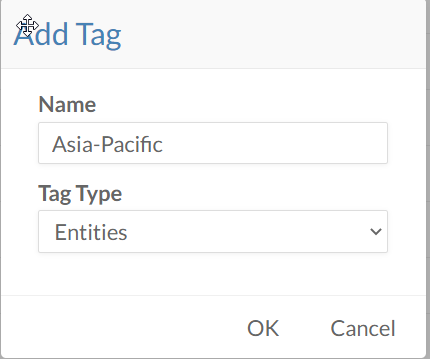 Add Tag
Name
Asia-Pacific
Tag Type
Entities
OK Cancel